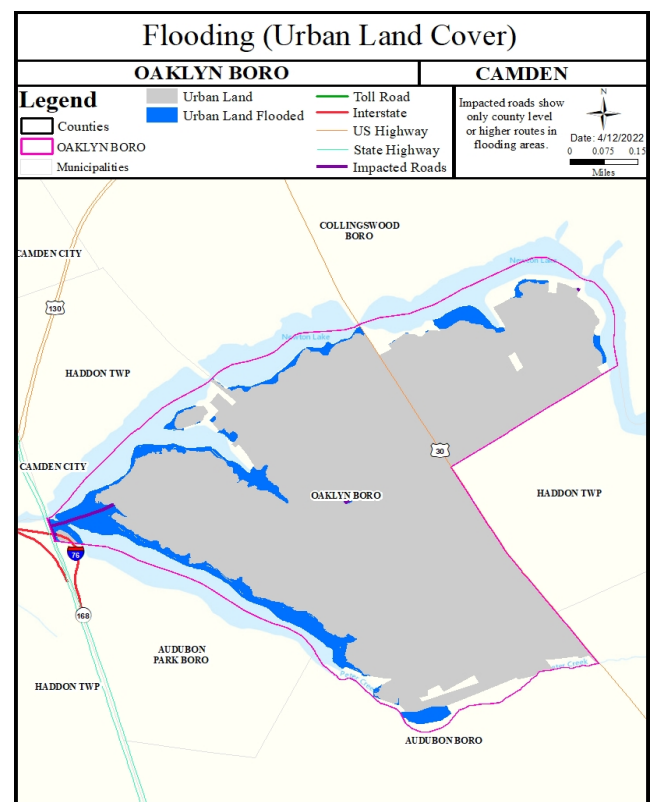 Flooding (Urban Land Cover)
OAKLYN BORO
CAMDEN
Legend
Counties
OAKLYN BORO
Municipalities
Urban Land
Urban Land Flooded
Toll Road
Interstate
US Highway
State Highway
Impacted Roads
Impacted roads show
only county level
or higher routes in
flooding areas.
N
Date: 4/12/2022
0 0.075 0.15
Miles
COLLINGSWOOD
BORO
CAMDEN CITY
Newton Lake
130
Newton Lake
HADDON TWP
30
CAMDEN CITY
OAKLYN BORO
HADDON TWP
76
168
AUDUBON
PARK BORO
HADDON TWP
Creek
AUDUBON BORO